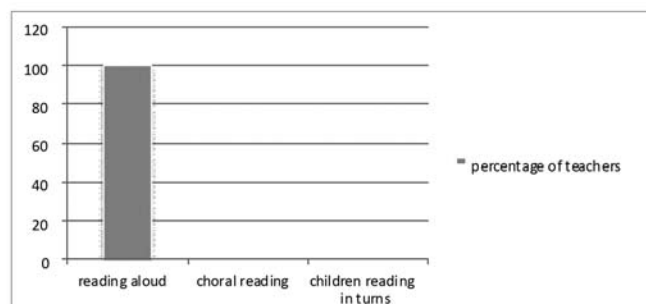 120
100
80
60
40
20
0
reading aloud
choral reading
children reading
in turns
percentage of teachers